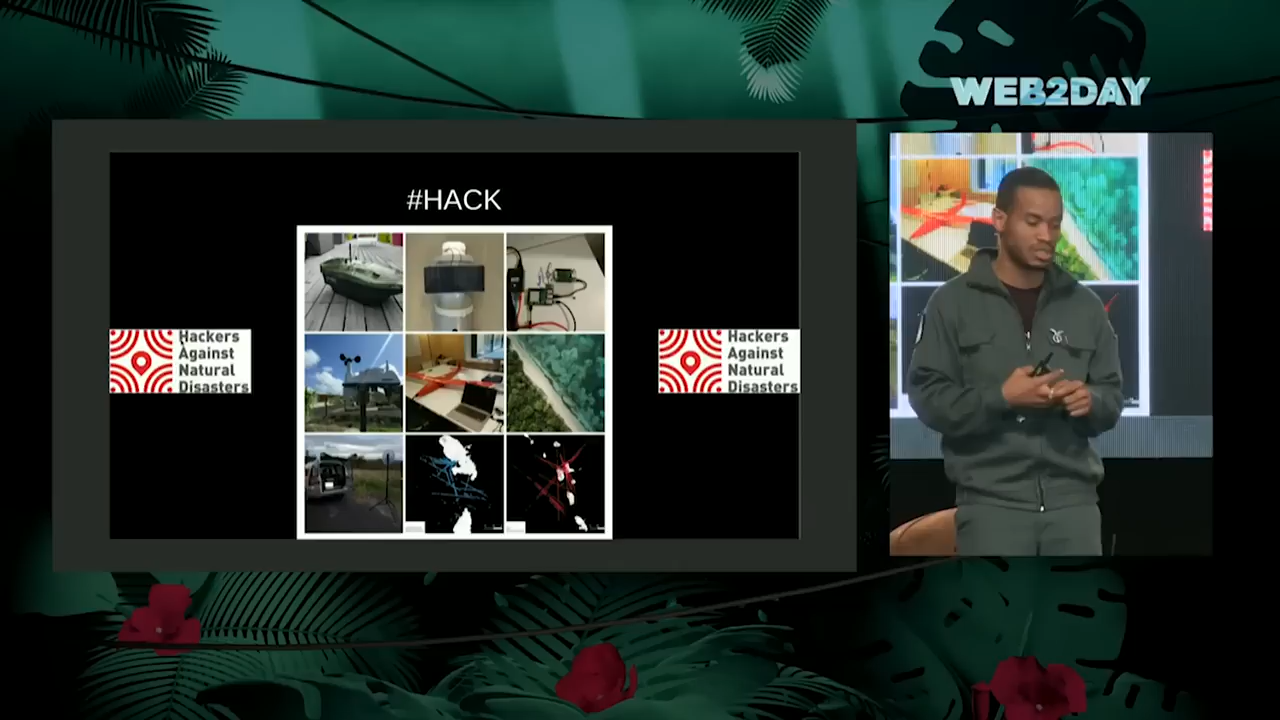 WEB2DAY
#HACK
Hackers
Against
Natural
Disasters
Hackers
Against
Natural
Disasters